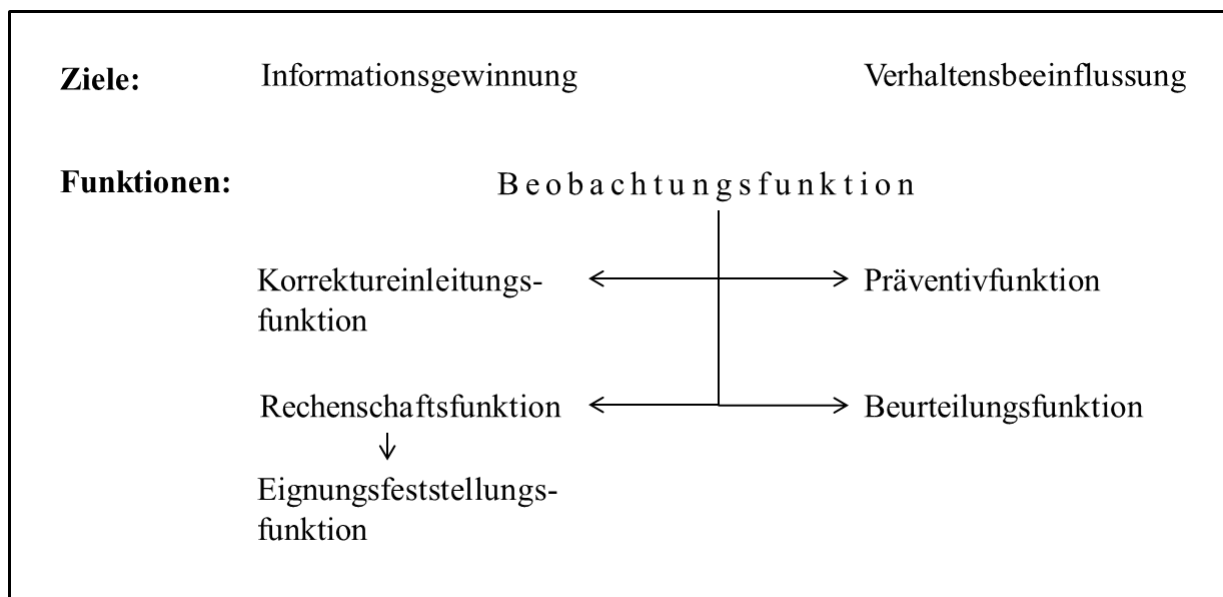 Ziele: Informationsgewinnung Verhaltensbeeinflussung
Funktionen: Beobachtungsfunktion
Korrektureinleitungs- Präventivfunktion
funktion
Rechenschaftsfunktion Beurteilungsfunktion
Eignungsfeststellungs-
funktion